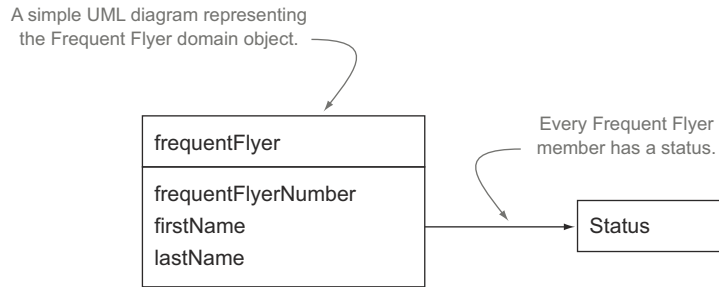 A simple UML diagram representing
the Frequent Flyer domain object.
frequentFlyer
frequentFlyerNumber
firstName
lastName
Every Frequent Flyer
member has a status.
Status